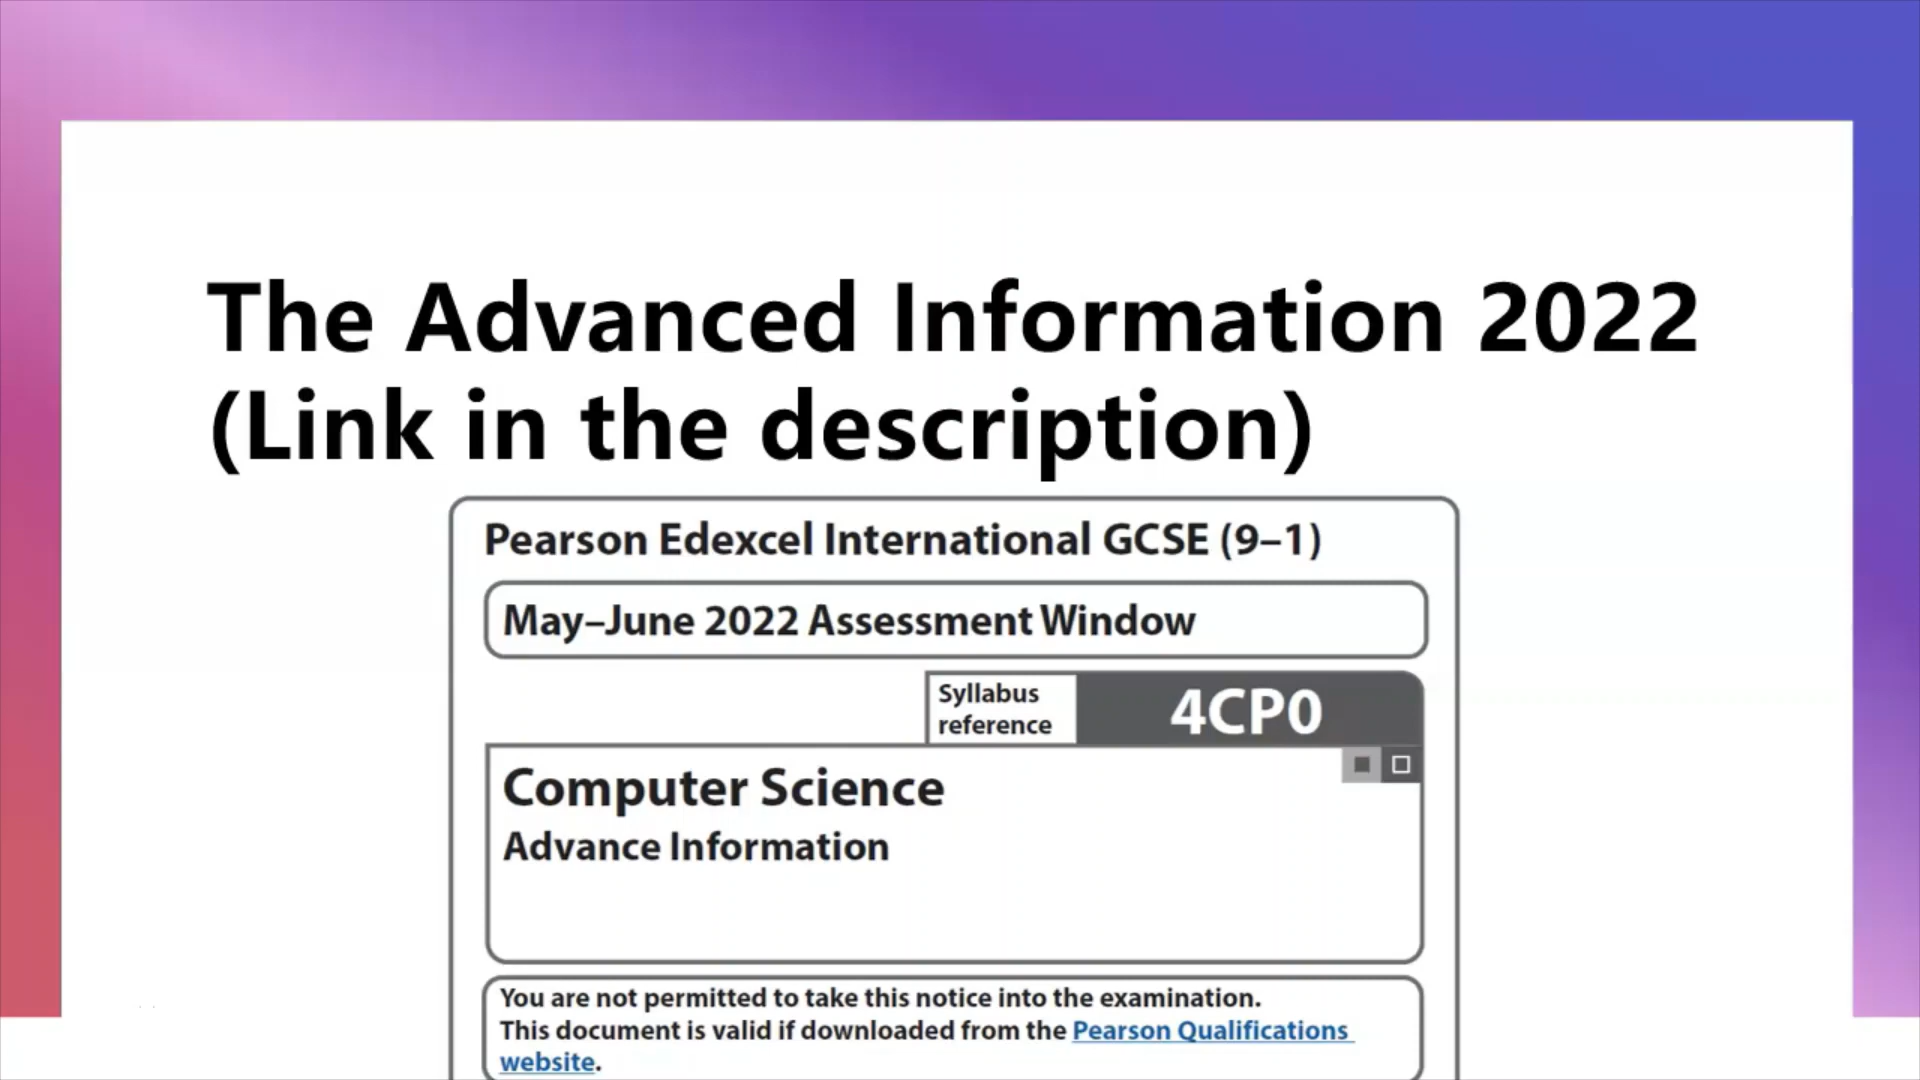 The Advanced Information 2022
(Link in the description)
Pearson Edexcel International GCSE (9–1)
May–June 2022 Assessment Window
Syllabus
reference
4CP0
Computer Science
Advance Information
You are not permitted to take this notice into the examination.
This document is valid if downloaded from the Pearson Qualifications
website.